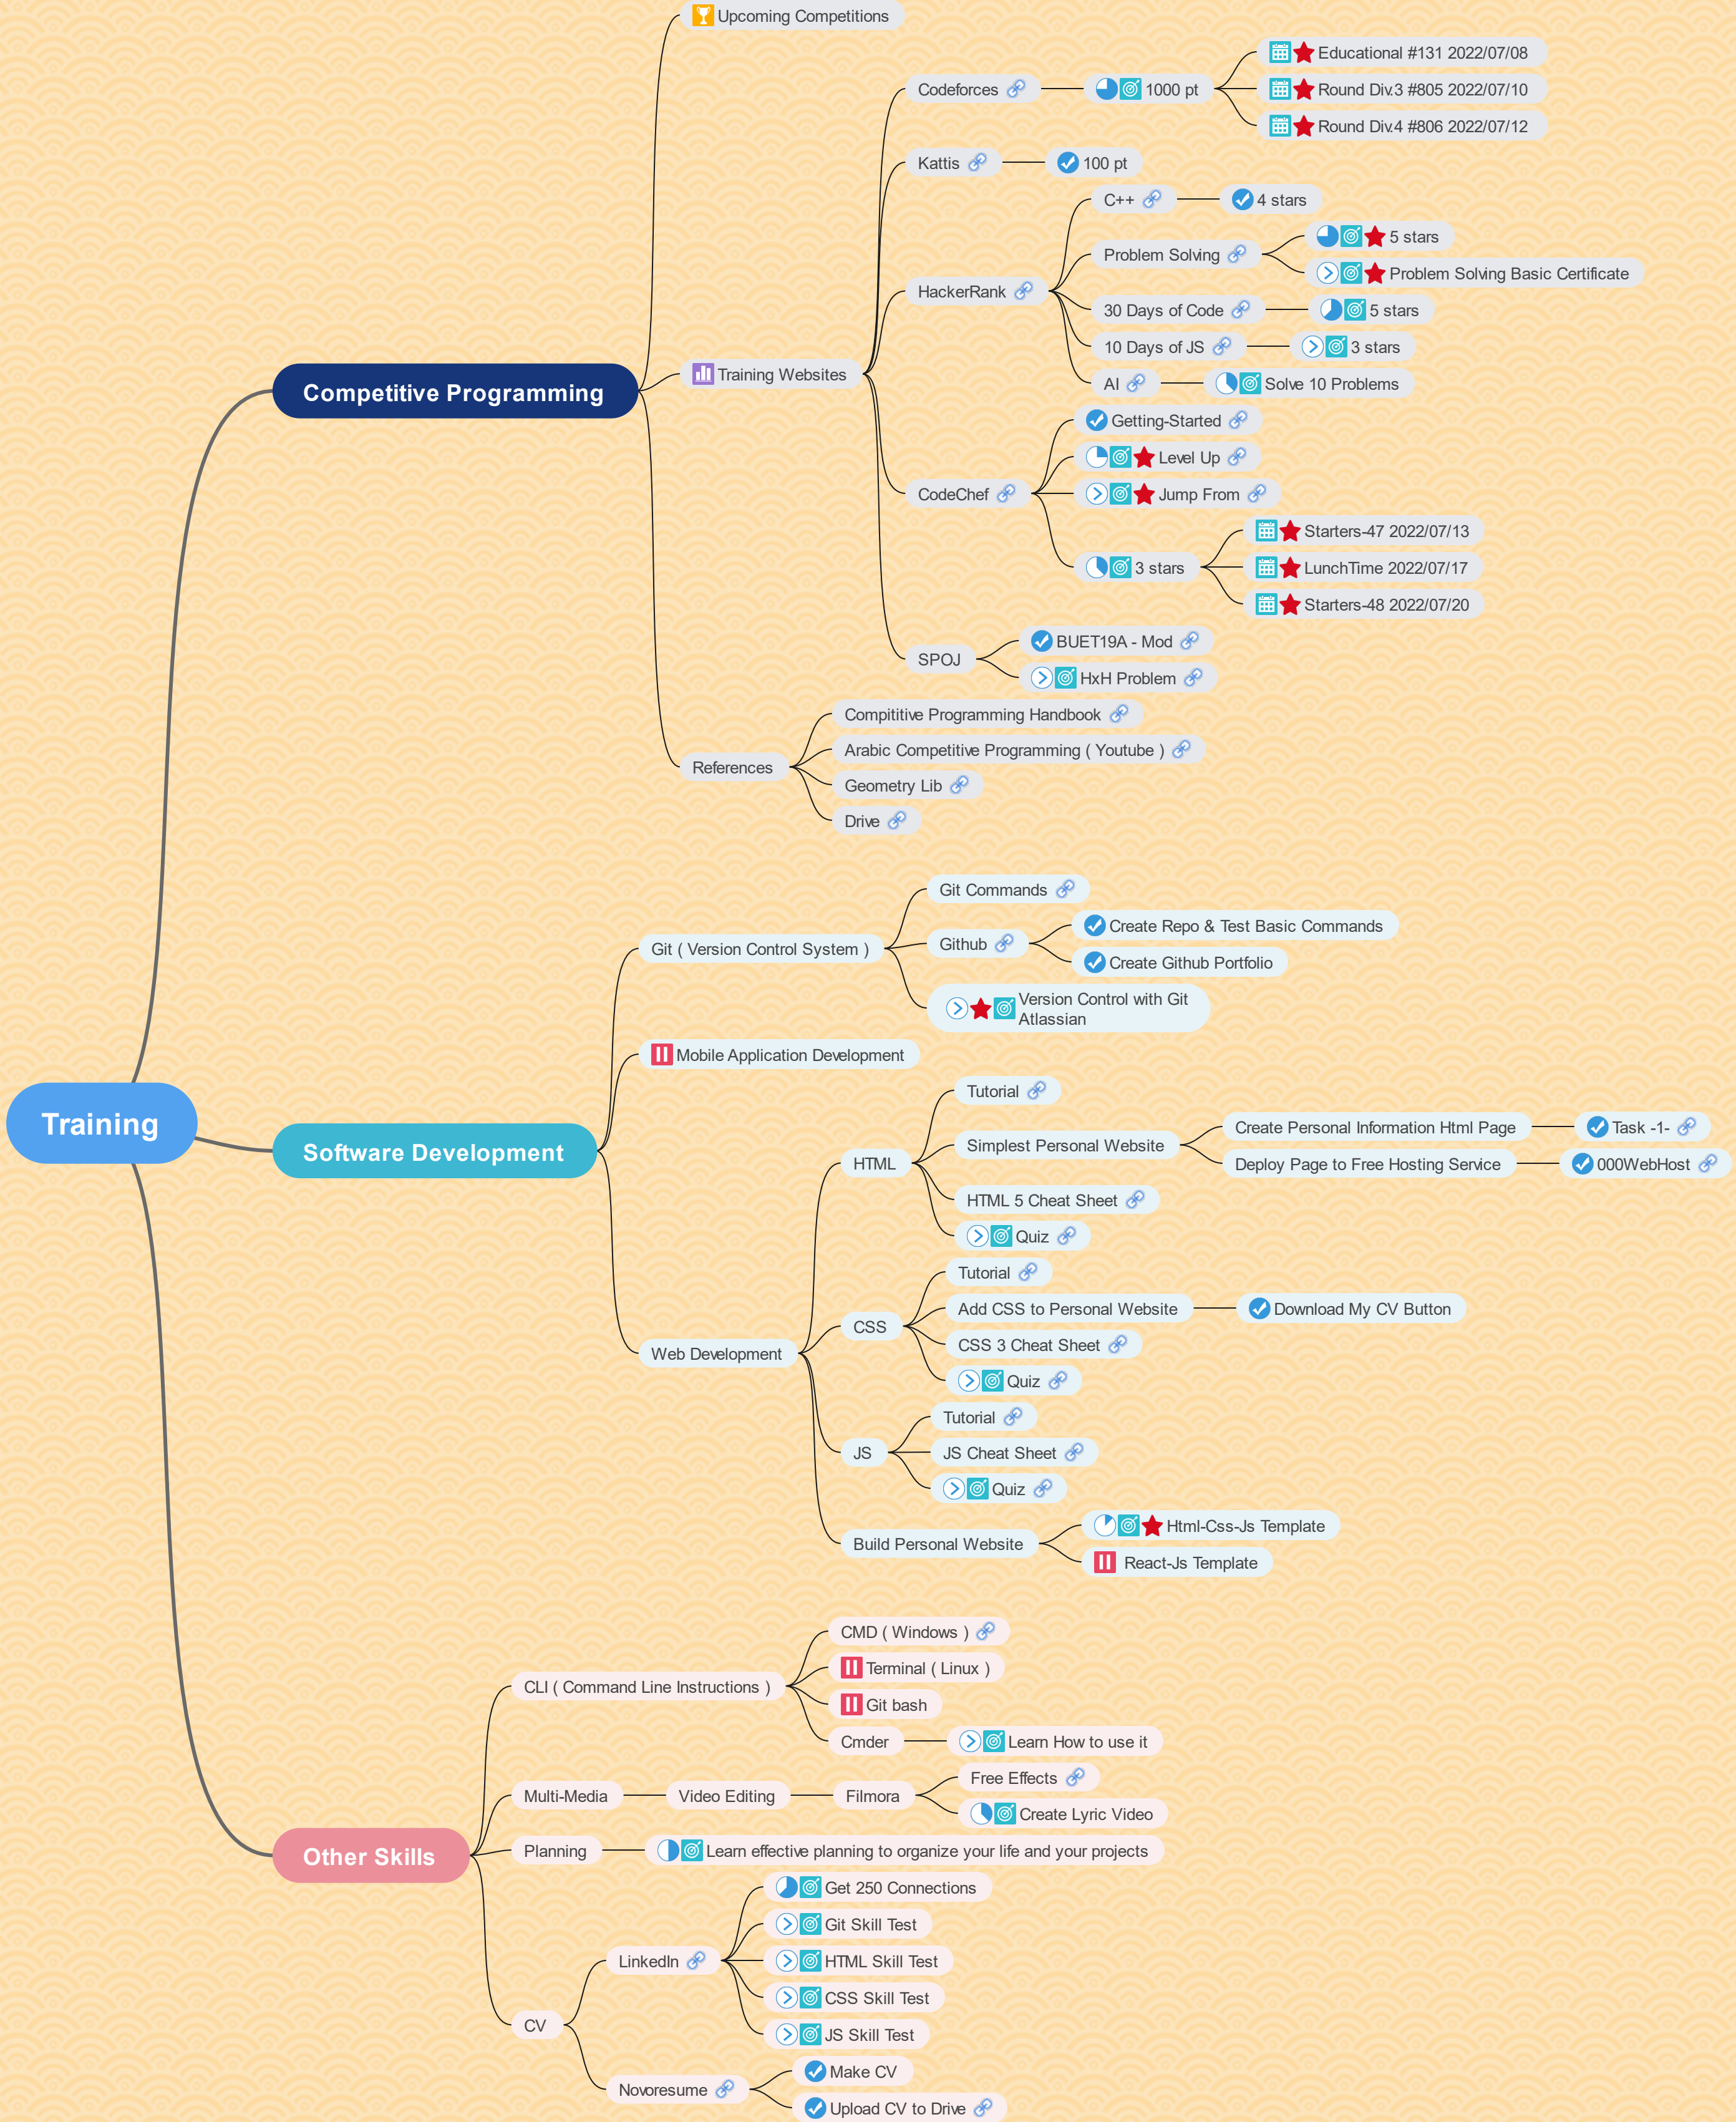 Upcoming Competitions
Educational #131 2022/07/08
Codeforces
1000 pt
Round Div.3 #805 2022/07/10
Round Div.4 #806 2022/07/12
Kattis
100 pt
C++
4 stars
Problem Solving
5 stars
Problem Solving Basic Certificate
HackerRank
30 Days of Code
5 stars
10 Days of JS
3 stars
AI
Solve 10 Problems
Training Websites
Competitive Programming
Getting-Started
Level Up
CodeChef
Jump From
3 stars
Starters-47 2022/07/13
LunchTime 2022/07/17
Starters-48 2022/07/20
SPOJ
BUET19A - Mod
HxH Problem
References
Compititive Programming Handbook
Arabic Competitive Programming ( Youtube )
Geometry Lib
Drive
Git ( Version Control System )
Git Commands
Github
Create Repo & Test Basic Commands
Create Github Portfolio
Version Control with Git
Atlassian
Mobile Application Development
Training
Software Development
Web Development
HTML
Tutorial
Simplest Personal Website
Create Personal Information Html Page
Task -1-
Deploy Page to Free Hosting Service
000WebHost
HTML 5 Cheat Sheet
Quiz
CSS
Tutorial
Add CSS to Personal Website
Download My CV Button
CSS 3 Cheat Sheet
Quiz
JS
Tutorial
JS Cheat Sheet
Quiz
Build Personal Website
Html-Css-Js Template
React-Js Template
Other Skills
CLI ( Command Line Instructions )
CMD ( Windows )
Terminal ( Linux )
Git bash
Cmder
Learn How to use it
Multi-Media
Video Editing
Filmora
Free Effects
Create Lyric Video
Planning
Learn effective planning to organize your life and your projects
CV
LinkedIn
Get 250 Connections
Git Skill Test
HTML Skill Test
CSS Skill Test
JS Skill Test
Novoresume
Make CV
Upload CV to Drive